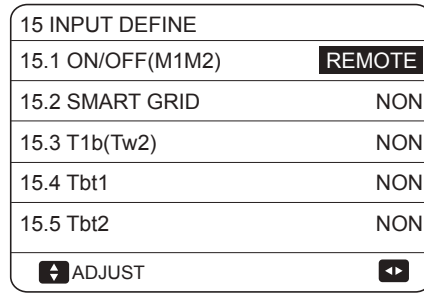 15 INPUT DEFINE
15.1 ON/OFF(M1M2) REMOTE
15.2 SMART GRID NON
15.3 T1b(Tw2) NON
15.4 Tbt1 NON
15.5 Tbt2 NON
ADJUST